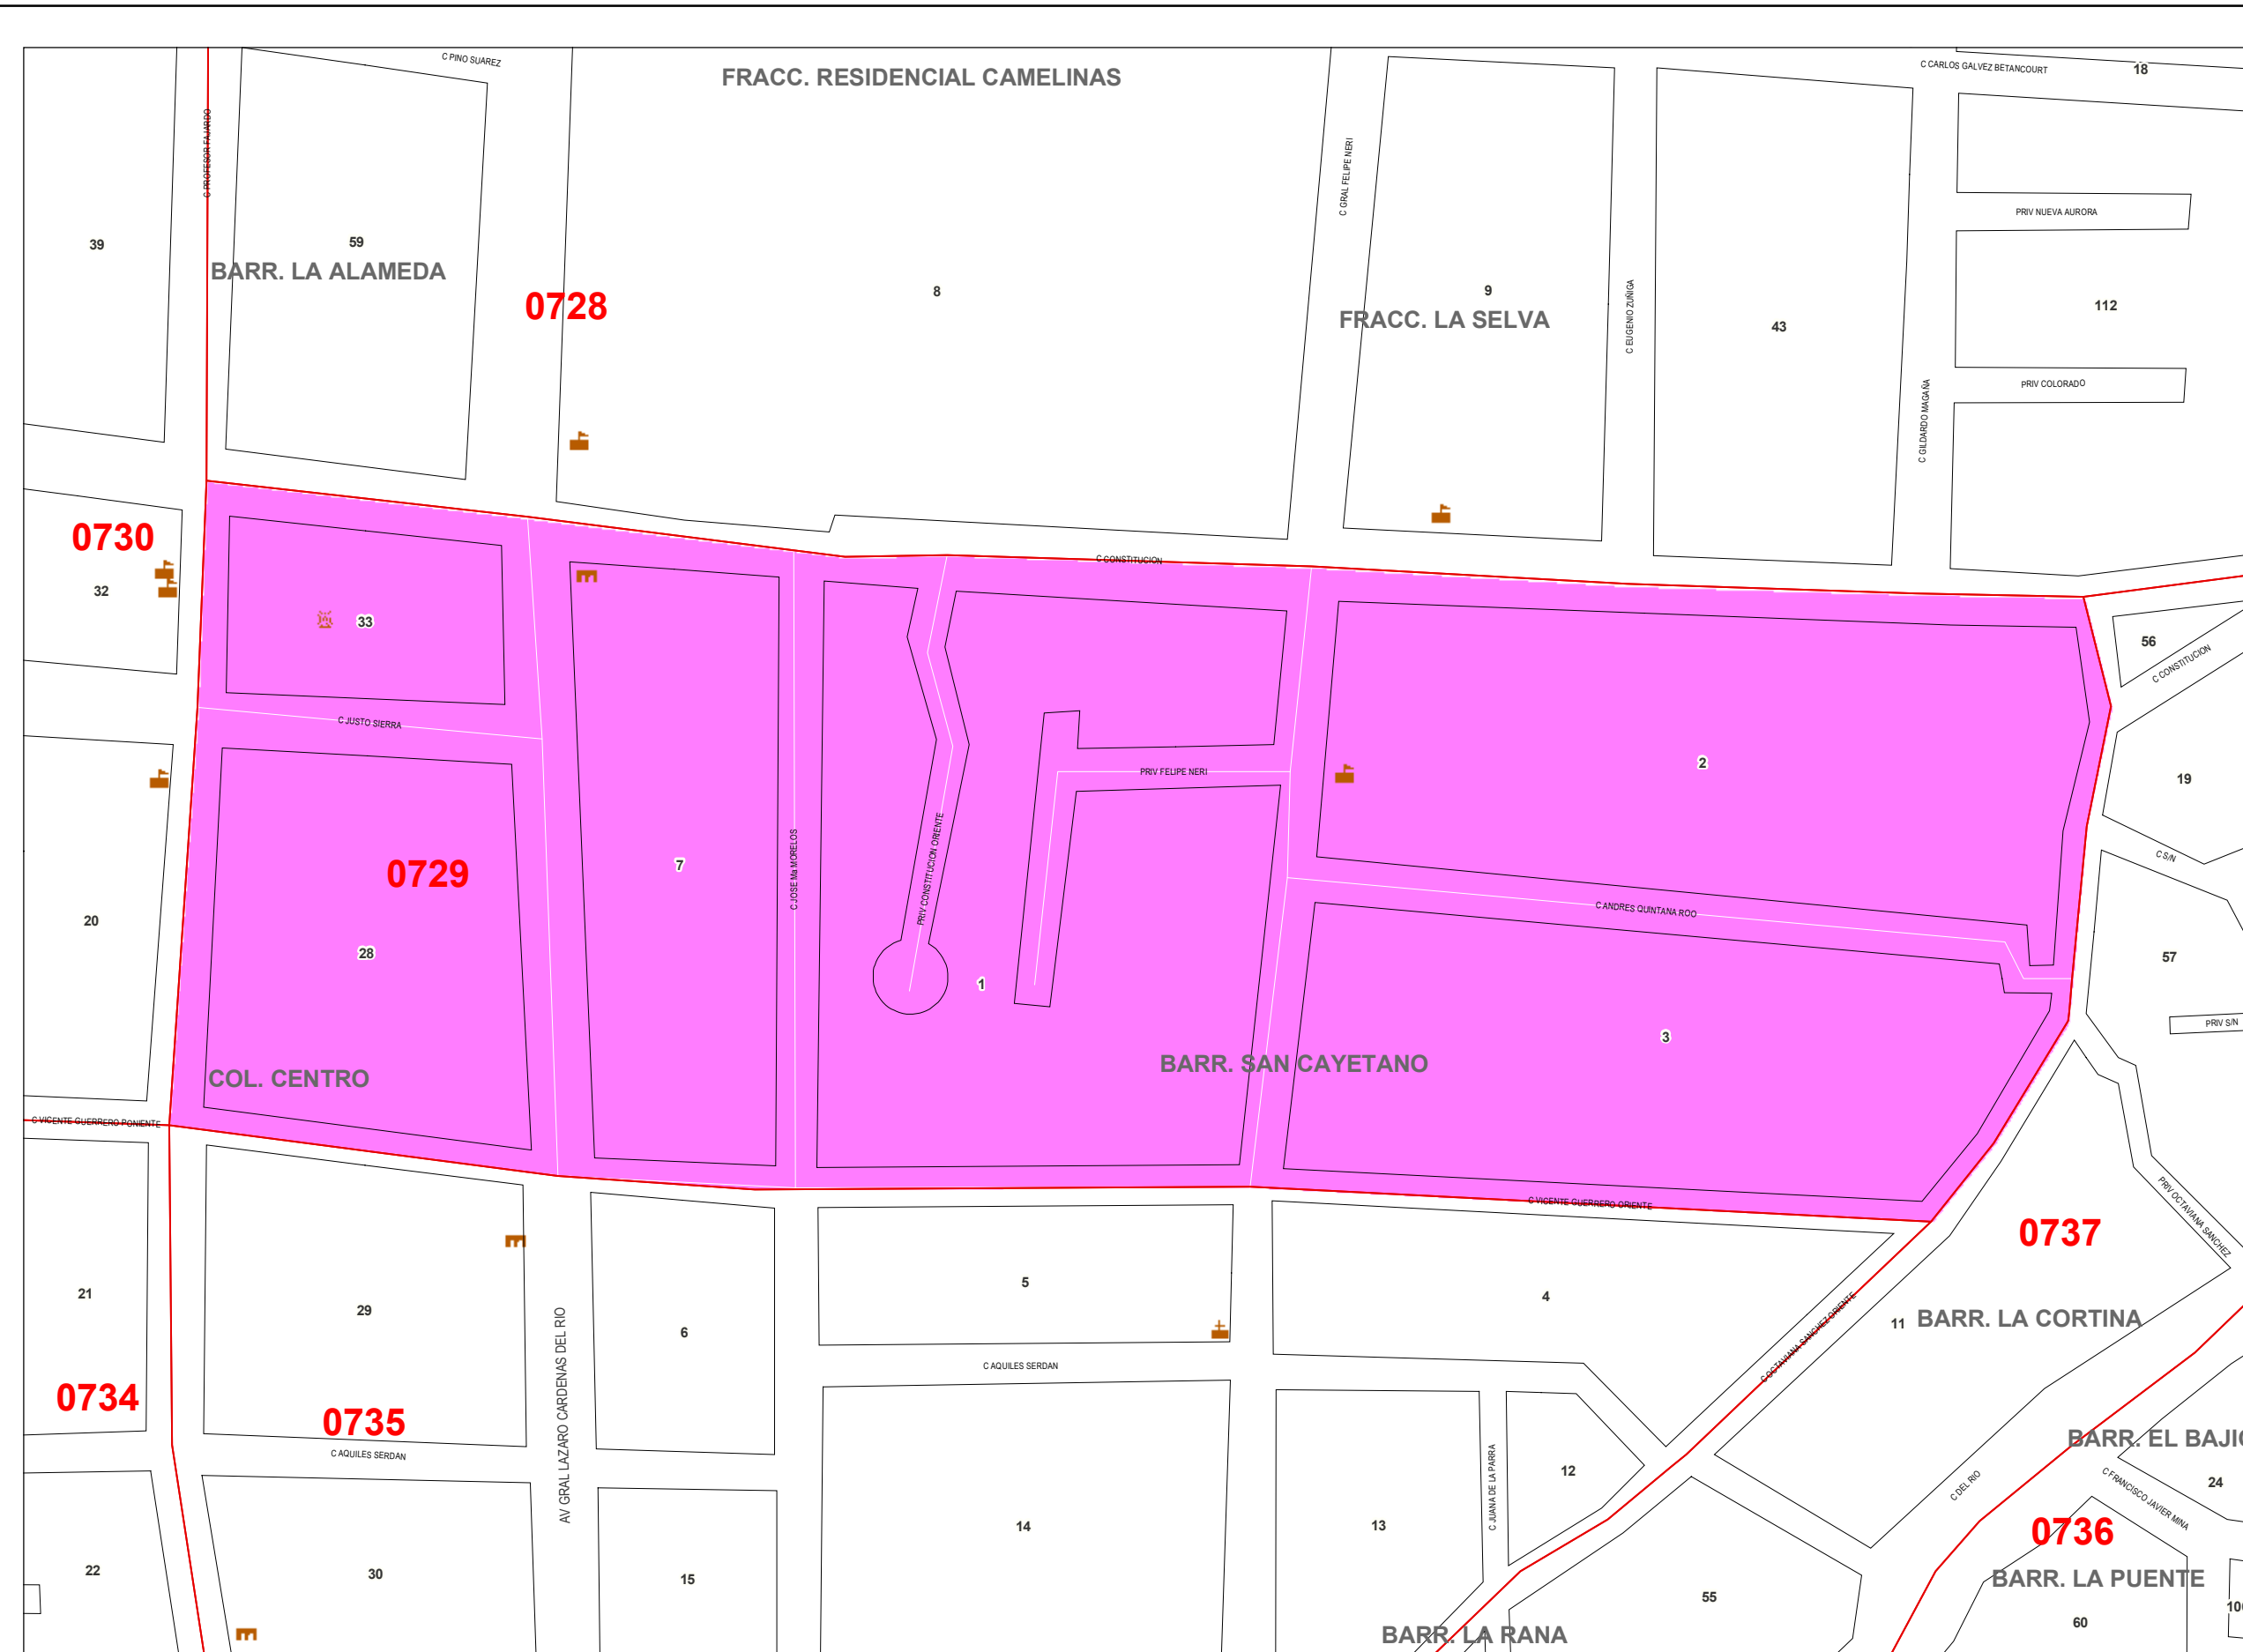 C PINO SUAREZ
FRACC. RESIDENCIAL CAMELINAS
C CARLOS GALVEZ BETANCOURT
18
C PROFESOR FAJARDO
C GRAL FELIPE NERI
PRIV NUEVA AURORA
39
59
BARR. LA ALAMEDA
0728
8
9
FRACC. LA SELVA
C EUGENIO ZUÑIGA
43
112
PRIV COLORADO
C GILDARDO MAGAÑA
0730
32
C CONSTITUCION
33
56
C CONSTITUCION
C JUSTO SIERRA
PRIV FELIPE NERI
2
19
C S/N
0729
7
C JOSE Ma.MORELOS
PRIV CONSTITUCION ORIENTE
C ANDRES QUINTANA ROO
20
28
1
57
PRIV S/N
3
COL. CENTRO
BARR. SAN CAYETANO
C VICENTE GUERRERO PONIENTE
C VICENTE GUERRERO ORIENTE
PRIV OCTAVIANA SANCHEZ
0737
21
29
AV GRAL LAZARO CARDENAS DEL RIO
6
5
4
C OCTAVIANA SANCHEZ ORIENTE
11
BARR. LA CORTINA
C AQUILES SERDAN
0734
0735
C AQUILES SERDAN
BARR. EL BAJIO
C JUANA DE LA PARRA
12
C DEL RIO
C FRANCISCO JAVIER MINA
24
14
13
0736
22
30
15
BARR. LA PUENTE
55
60
BARR. LA RANA